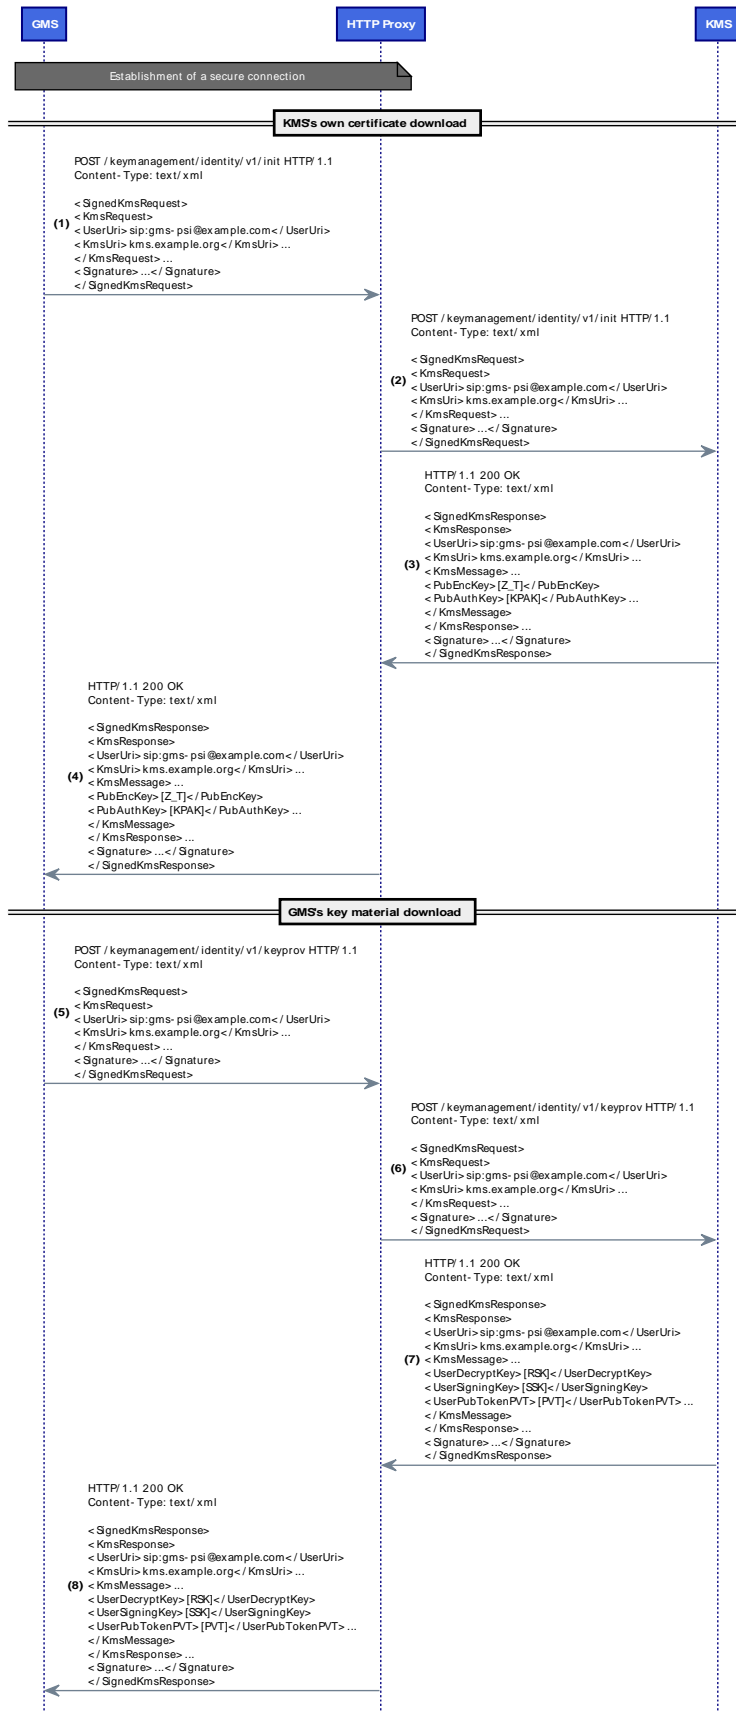 GMS HTTP Proxy KMS
Establishment of a secure connection
KMS's own certificate download
POST /keymanagement/identity/v1/init HTTP/1.1
Content-Type: text/xml
<SignedKmsRequest>
<KmsRequest>
(1) <UserUri>sip:gms-psi@example.com</UserUri>
<KmsUri>kms.example.org</KmsUri> ...
</KmsRequest> ...
<Signature> ...</Signature>
</SignedKmsRequest>
POST /keymanagement/identity/v1/init HTTP/1.1
Content-Type: text/xml
<SignedKmsRequest>
<KmsRequest>
(2) <UserUri>sip:gms-psi@example.com</UserUri>
<KmsUri>kms.example.org</KmsUri> ...
</KmsRequest> ...
<Signature> ...</Signature>
</SignedKmsRequest>
HTTP/1.1 200 OK
Content-Type: text/xml
<SignedKmsResponse>
<KmsResponse>
<UserUri>sip:gms-psi@example.com</UserUri>
<KmsUri>kms.example.org</KmsUri> ...
(3) <KmsMessage> ...
<PubEncKey>[Z_T]</PubEncKey>
<PubAuthKey>[KPAK]</PubAuthKey> ...
</KmsMessage>
</KmsResponse> ...
<Signature> ...</Signature>
</SignedKmsResponse>
HTTP/1.1 200 OK
Content-Type: text/xml
<SignedKmsResponse>
<KmsResponse>
<UserUri>sip:gms-psi@example.com</UserUri>
<KmsUri>kms.example.org</KmsUri> ...
(4) <KmsMessage> ...
<PubEncKey>[Z_T]</PubEncKey>
<PubAuthKey>[KPAK]</PubAuthKey> ...
</KmsMessage>
</KmsResponse> ...
<Signature> ...</Signature>
</SignedKmsResponse>
GMS's key material download
POST /keymanagement/identity/v1/keyprov HTTP/1.1
Content-Type: text/xml
<SignedKmsRequest>
<KmsRequest>
(5) <UserUri>sip:gms-psi@example.com</UserUri>
<KmsUri>kms.example.org</KmsUri> ...
</KmsRequest> ...
<Signature> ...</Signature>
</SignedKmsRequest>
POST /keymanagement/identity/v1/keyprov HTTP/1.1
Content-Type: text/xml
<SignedKmsRequest>
<KmsRequest>
(6) <UserUri>sip:gms-psi@example.com</UserUri>
<KmsUri>kms.example.org</KmsUri> ...
</KmsRequest> ...
<Signature> ...</Signature>
</SignedKmsRequest>
HTTP/1.1 200 OK
Content-Type: text/xml
<SignedKmsResponse>
<KmsResponse>
<UserUri>sip:gms-psi@example.com</UserUri>
<KmsUri>kms.example.org</KmsUri> ...
(7) <KmsMessage> ...
<UserDecryptKey>[RSK]</UserDecryptKey>
<UserSigningKey>[SSK]</UserSigningKey>
<UserPubTokenPVT>[PVT]</UserPubTokenPVT> ...
</KmsMessage>
</KmsResponse> ...
<Signature> ...</Signature>
</SignedKmsResponse>
HTTP/1.1 200 OK
Content-Type: text/xml
<SignedKmsResponse>
<KmsResponse>
<UserUri>sip:gms-psi@example.com</UserUri>
<KmsUri>kms.example.org</KmsUri> ...
(8) <KmsMessage> ...
<UserDecryptKey>[RSK]</UserDecryptKey>
<UserSigningKey>[SSK]</UserSigningKey>
<UserPubTokenPVT>[PVT]</UserPubTokenPVT> ...
</KmsMessage>
</KmsResponse> ...
<Signature> ...</Signature>
</SignedKmsResponse>